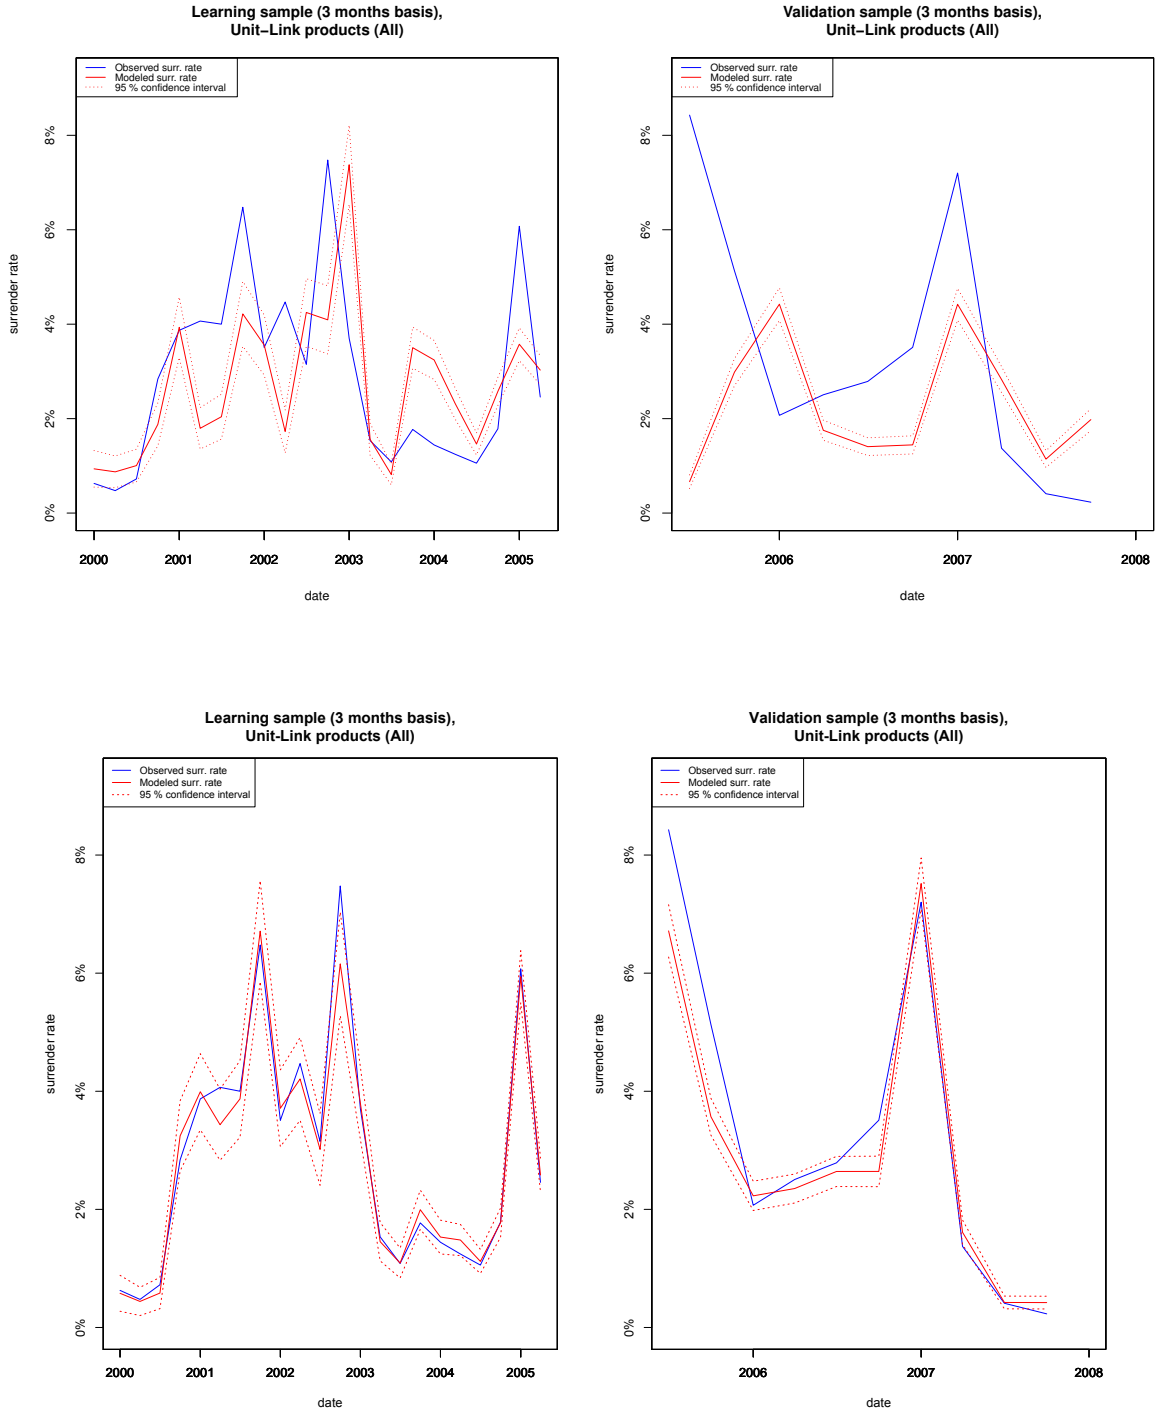 Learning sample (3 months basis),
Unit−Link products (All)
Observed surr. rate
Modeled surr. rate
95 % confidence interval
surrender rate
8%
6%
4%
2%
0%
2000 2001 2002 2003 2004 2005
date
Validation sample (3 months basis),
Unit−Link products (All)
Observed surr. rate
Modeled surr. rate
95 % confidence interval
surrender rate
8%
6%
4%
2%
0%
2006 2007 2008
date
Learning sample (3 months basis),
Unit-Link products (All)
Observed surr. rate
Modeled surr. rate
95 % confidence interval
surrender rate
8%
6%
4%
2%
0%
2000 2001 2002 2003 2004 2005
date
Validation sample (3 months basis),
Unit-Link products (All)
Observed surr. rate
Modeled surr. rate
95 % confidence interval
surrender rate
8%
6%
4%
2%
0%
2006 2007 2008
date